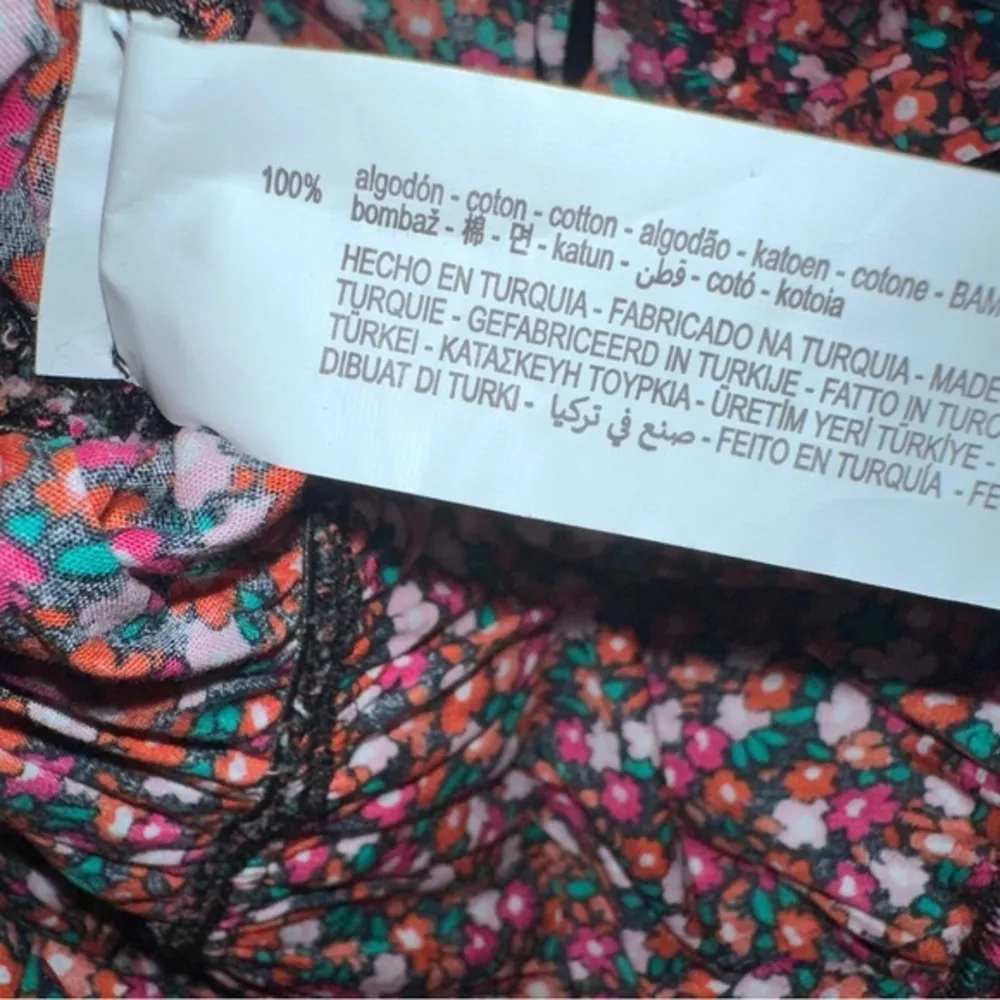 100% algodón - coton - cotton - algodão - katoen - cotone - BAM
bombaž - 棉 - 면 - katun - قطن - cotó - kotoia
HECHO EN TURQUIA - FABRICADO NA TURQUIA - MADE
TURQUIE - GEFABRICEERD IN TURKIJE - FATTO IN TURC
TÜRKEI - ΚΑΤΑΣΚΕΥΗ ΤΟΥΡΚΙΑ - ÜRETİM YERİ TÜRKİYE -
DIBUAT DI TURKI - صنع في تركيا - FEITO EN TURQUÍA - FE